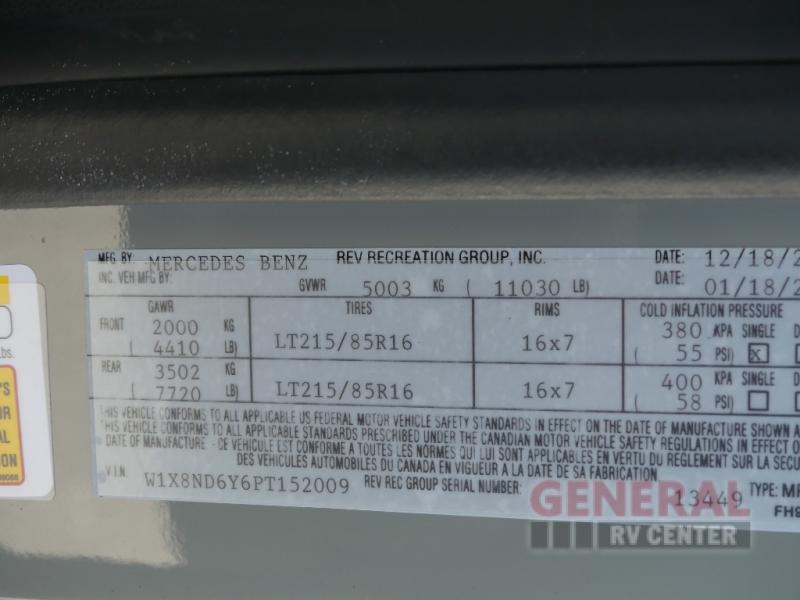 MFG BY: MERCEDES BENZ REV RECREATION GROUP, INC. DATE: 12/18/2
INC. VEH MFG BY: GVWR 5003 KG ( 11030 LB) DATE: 01/18/2
GAWR TIRES RIMS COLD INFLATION PRESSURE
FRONT 2000 KG LT215/85R16 16x7 380 KPA SINGLE
( 4410 LB) ( 55 PSI) X
REAR 3502 KG LT215/85R16 16x7 400 KPA SINGLE
( 7720 LB) ( 58 PSI)
THIS VEHICLE CONFORMS TO ALL APPLICABLE US FEDERAL MOTOR VEHICLE SAFETY STANDARDS IN EFFECT ON THE DATE OF MANUFACTURE SHOWN
THIS VEHICLE CONFORMS TO ALL APPLICABLE STANDARDS PRESCRIBED UNDER THE CANADIAN MOTOR VEHICLE SAFETY REGULATIONS IN EFFECT O
DATE OF MANUFACTURE - CE VEHICULE EST CONFORME A TOUTES LES NORMES QUI LUI SONT APPLICABLES EN VERTU DU REGLEMENT SUR LA SECU
DES VEHICULES AUTOMOBILES DU CANADA EN VIGUEUR A LA DATE DE SA FABRICATION.
V.I.N. W1X8ND6Y6PT152009 REV REC GROUP SERIAL NUMBER: 13449 TYPE:
FH9
lbs.
'S
OR
AL
ION
GENERAL
RV CENTER